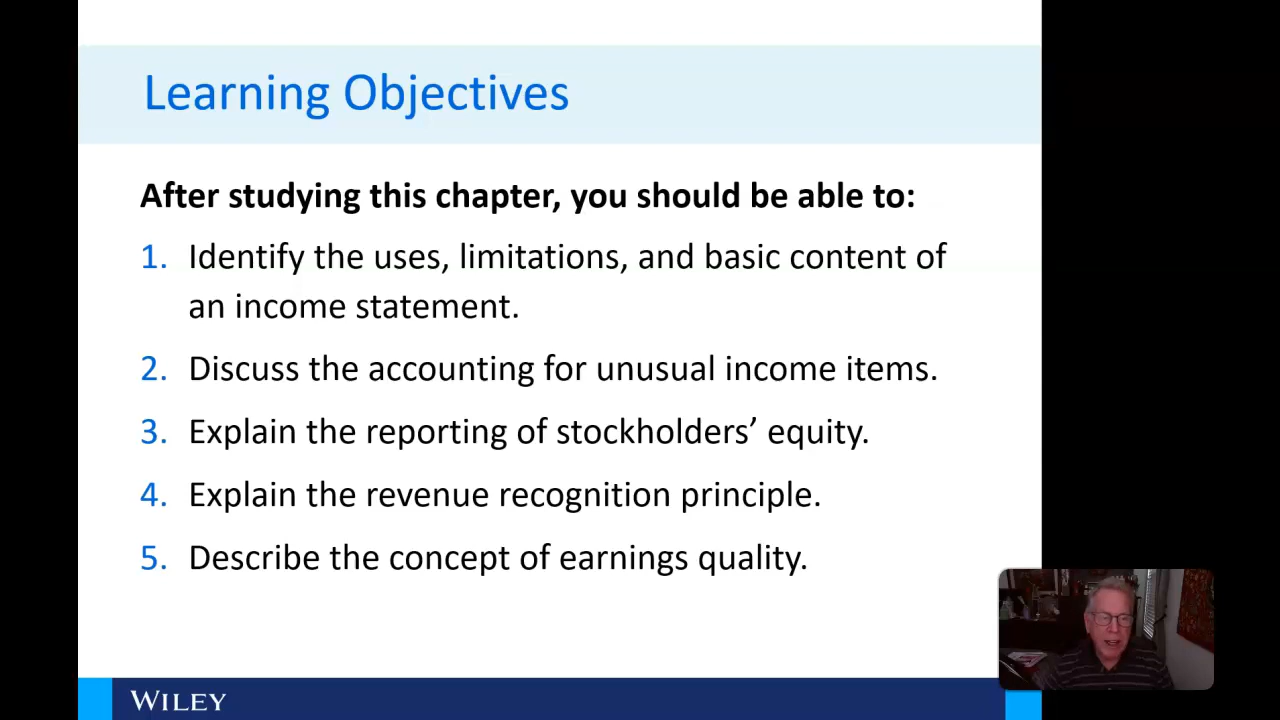 Learning Objectives
After studying this chapter, you should be able to:
1. Identify the uses, limitations, and basic content of
an income statement.
2. Discuss the accounting for unusual income items.
3. Explain the reporting of stockholders’ equity.
4. Explain the revenue recognition principle.
5. Describe the concept of earnings quality.
WILEY